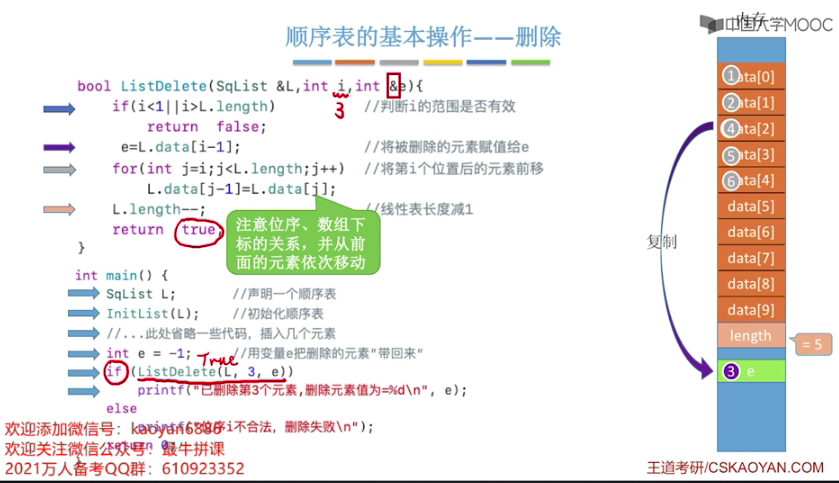 内存
中国大学MOOC
顺序表的基本操作——删除
bool ListDelete(SqList &L,int i,int &e){
3
if(i<1||i>L.length) //判断i的范围是否有效
return false;
e=L.data[i-1]; //将被删除的元素赋值给e
for(int j=i;j<L.length;j++) //将第i个位置后的元素前移
L.data[j-1]=L.data[j];
L.length--; //线性表长度减1
return true;
}
注意位序、数组下
标的关系，并从前
面的元素依次移动
int main() {
SqList L; //声明一个顺序表
InitList(L); //初始化顺序表
//...此处省略一些代码，插入几个元素
int e = -1; //用变量e把删除的元素"带回来"
True
if (ListDelete(L, 3, e))
printf("已删除第3个元素,删除元素值为=%d\n", e);
else
printf("位序i不合法，删除失败\n");
return 0;
}
欢迎添加微信号：kaoyan6886
欢迎关注微信公众号：最牛拼课
2021万人备考QQ群：610923352
1 data[0]
2 data[1]
4 data[2]
5 data[3]
6 data[4]
data[5]
data[6]
data[7]
data[8]
data[9]
length
= 5
3 e
复制
王道考研/CSKAOYAN.COM